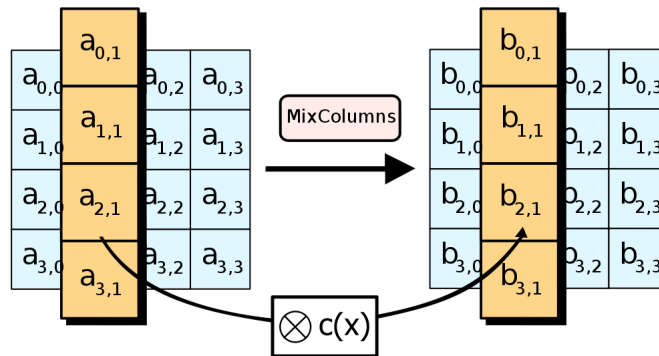 a0,0 a0,1 a0,2 a0,3
a1,0 a1,1 a1,2 a1,3
a2,0 a2,1 a2,2 a2,3
a3,0 a3,1 a3,2 a3,3
MixColumns
b0,0 b0,1 b0,2 b0,3
b1,0 b1,1 b1,2 b1,3
b2,0 b2,1 b2,2 b2,3
b3,0 b3,1 b3,2 b3,3
⊗ c(x)